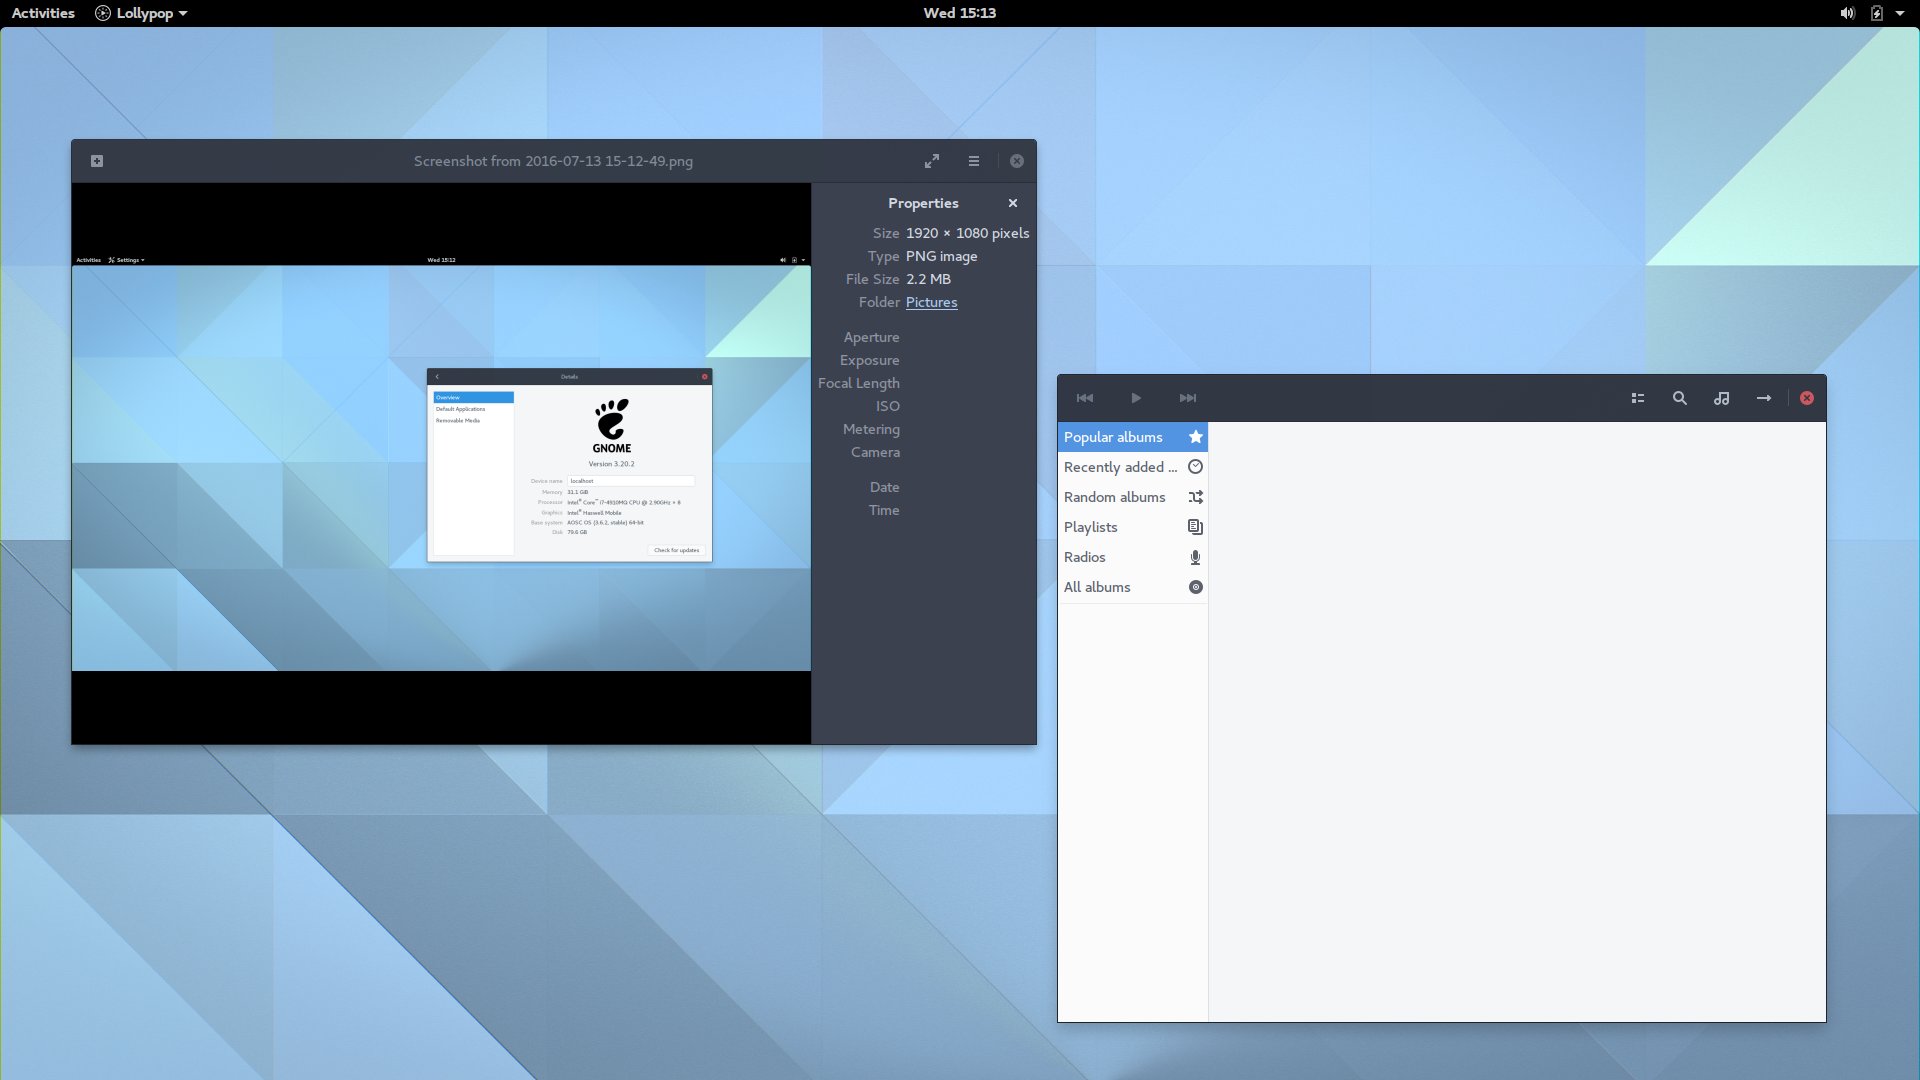 Activities Lollypop Wed 15:13
Screenshot from 2016-07-13 15-12-49.png
Properties
Size 1920 × 1080 pixels
Type PNG image
File Size 2.2 MB
Folder Pictures
Aperture
Exposure
Focal Length
ISO
Metering
Camera
Date
Time
Activities Settings Wed 15:12
Details
Overview
Default Applications
Removable Media
GNOME
Version 3.20.2
Device name localhost
Memory 31.1 GiB
Processor Intel® Core™ i7-4810MQ CPU @ 2.90GHz × 8
Graphics Intel® Haswell Mobile
Base system AOSC OS (3.6.2, stable) 64-bit
Disk 79.6 GB
Check for updates
Popular albums
Recently added ...
Random albums
Playlists
Radios
All albums